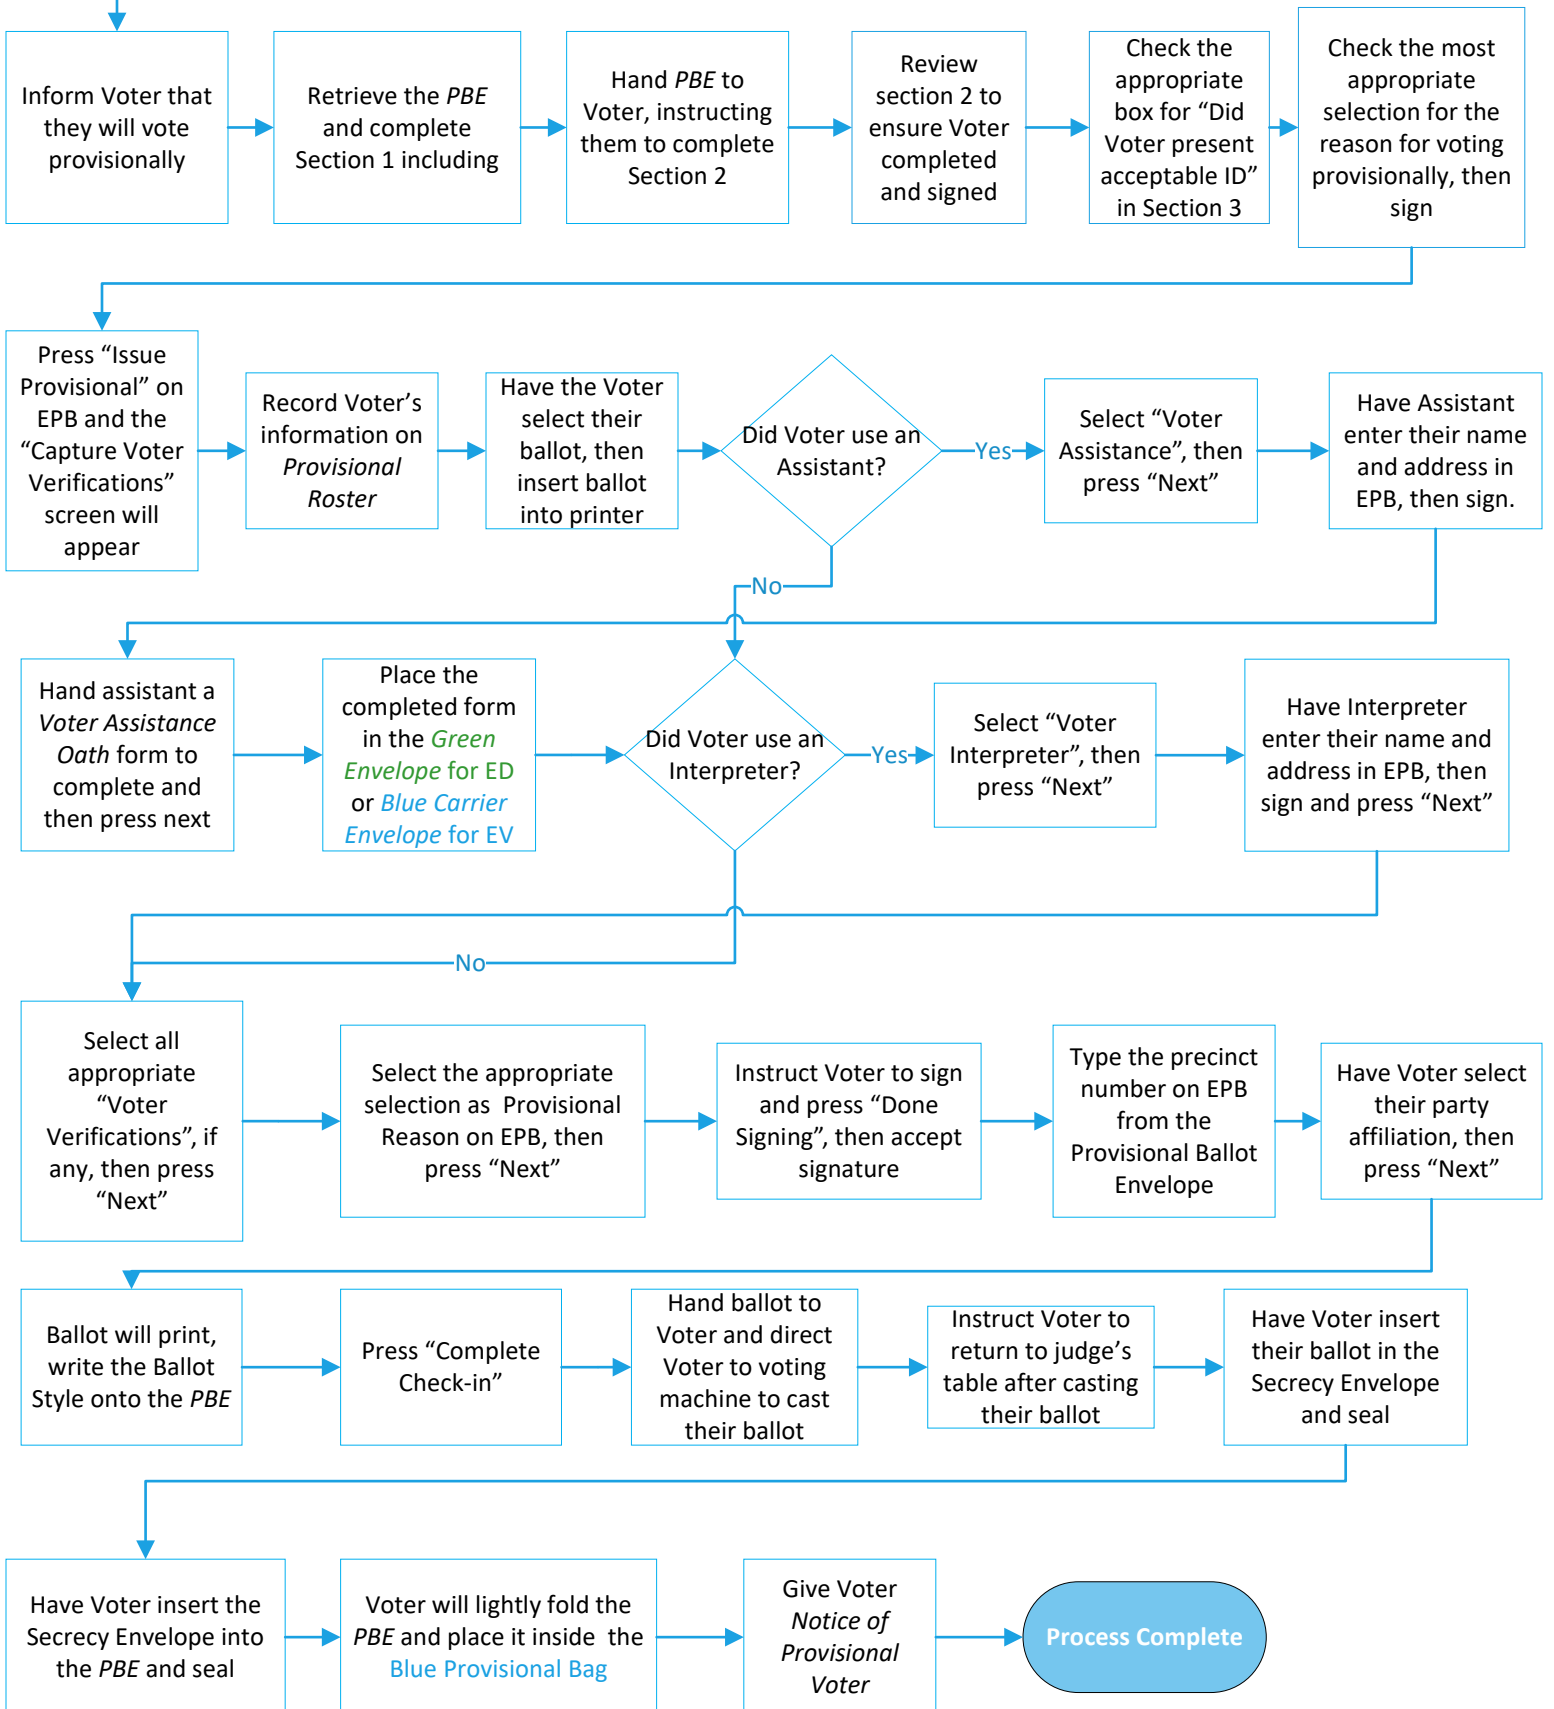 Inform Voter that
they will vote
provisionally
Retrieve the PBE
and complete
Section 1 including
Hand PBE to
Voter, instructing
them to complete
Section 2
Review
section 2 to
ensure Voter
completed
and signed
Check the
appropriate
box for “Did
Voter present
acceptable ID”
in Section 3
Check the most
appropriate
selection for the
reason for voting
provisionally, then
sign
Press “Issue
Provisional” on
EPB and the
“Capture Voter
Verifications”
screen will
appear
Record Voter’s
information on
Provisional
Roster
Have the Voter
select their
ballot, then
insert ballot
into printer
Did Voter use an
Assistant?
Yes
Select “Voter
Assistance”, then
press “Next”
Have Assistant
enter their name
and address in
EPB, then sign.
No
Hand assistant a
Voter Assistance
Oath form to
complete and
then press next
Place the
completed form
in the Green
Envelope for ED
or Blue Carrier
Envelope for EV
Did Voter use an
Interpreter?
Yes
Select “Voter
Interpreter”, then
press “Next”
Have Interpreter
enter their name and
address in EPB, then
sign and press “Next”
No
Select all
appropriate
“Voter
Verifications”, if
any, then press
“Next”
Select the appropriate
selection as Provisional
Reason on EPB, then
press “Next”
Instruct Voter to sign
and press “Done
Signing”, then accept
signature
Type the precinct
number on EPB
from the
Provisional Ballot
Envelope
Have Voter select
their party
affiliation, then
press “Next”
Ballot will print,
write the Ballot
Style onto the PBE
Press “Complete
Check-in”
Hand ballot to
Voter and direct
Voter to voting
machine to cast
their ballot
Instruct Voter to
return to judge’s
table after casting
their ballot
Have Voter insert
their ballot in the
Secrecy Envelope
and seal
Have Voter insert the
Secrecy Envelope into
the PBE and seal
Voter will lightly fold the
PBE and place it inside the
Blue Provisional Bag
Give Voter
Notice of
Provisional
Voter
Process Complete